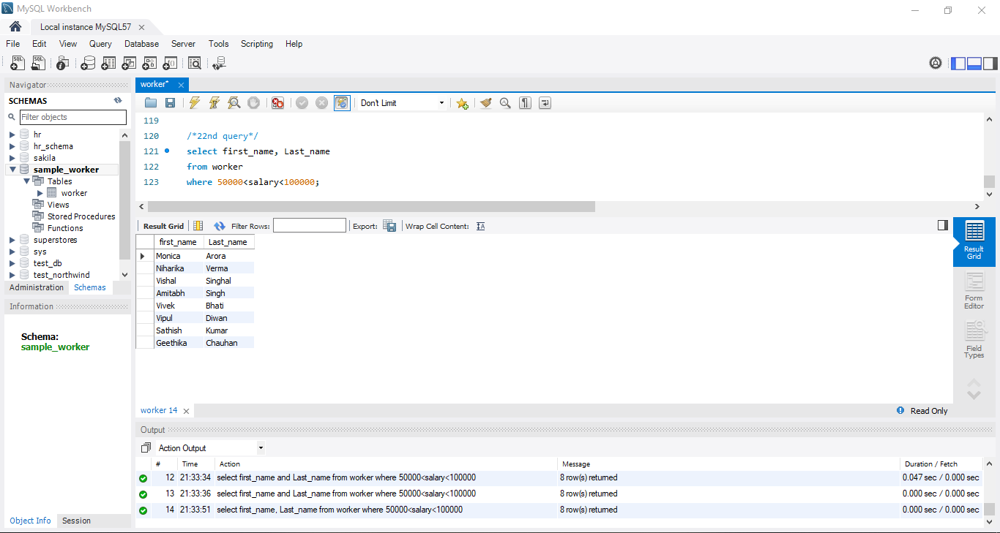 MySQL Workbench
Local instance MySQL57
File Edit View Query Database Server Tools Scripting Help
Navigator
SCHEMAS
Filter objects
hr
hr_schema
sakila
sample_worker
Tables
worker
Views
Stored Procedures
Functions
superstores
sys
test_db
test_northwind
Administration Schemas
Information
Schema:
sample_worker
Object Info Session
worker*
Don't Limit
119
120 /*22nd query*/
121 select first_name, Last_name
122 from worker
123 where 50000<salary<100000;
Result Grid Filter Rows: Export: Wrap Cell Content:
first_name Last_name
Monica Arora
Niharika Verma
Vishal Singhal
Amitabh Singh
Vivek Bhati
Vipul Diwan
Sathish Kumar
Geethika Chauhan
Result
Grid
Form
Editor
Field
Types
worker 14 Read Only
Output
Action Output
# Time Action Message Duration / Fetch
12 21:33:34 select first_name and Last_name from worker where 50000<salary<100000 8 row(s) returned 0.047 sec / 0.000 sec
13 21:33:36 select first_name and Last_name from worker where 50000<salary<100000 8 row(s) returned 0.000 sec / 0.000 sec
14 21:33:51 select first_name, Last_name from worker where 50000<salary<100000 8 row(s) returned 0.000 sec / 0.000 sec